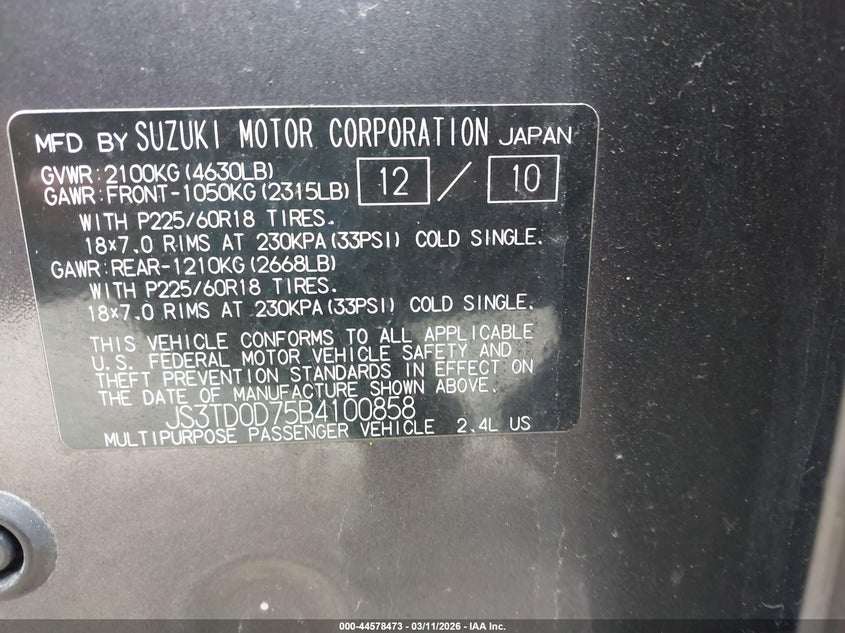 MFD BY SUZUKI MOTOR CORPORATION JAPAN
GVWR:2100KG(4630LB)
GAWR:FRONT-1050KG(2315LB) 12 / 10
WITH P225/60R18 TIRES.
18x7.0 RIMS AT 230KPA(33PSI) COLD SINGLE.
GAWR:REAR-1210KG(2668LB)
WITH P225/60R18 TIRES.
18x7.0 RIMS AT 230KPA(33PSI) COLD SINGLE.
THIS VEHICLE CONFORMS TO ALL APPLICABLE
U.S. FEDERAL MOTOR VEHICLE SAFETY AND
THEFT PREVENTION STANDARDS IN EFFECT ON
THE DATE OF MANUFACTURE SHOWN ABOVE.
JS3TD0D75B4100858
MULTIPURPOSE PASSENGER VEHICLE 2.4L US
000-44578473 - 03/11/2026 - IAA Inc.